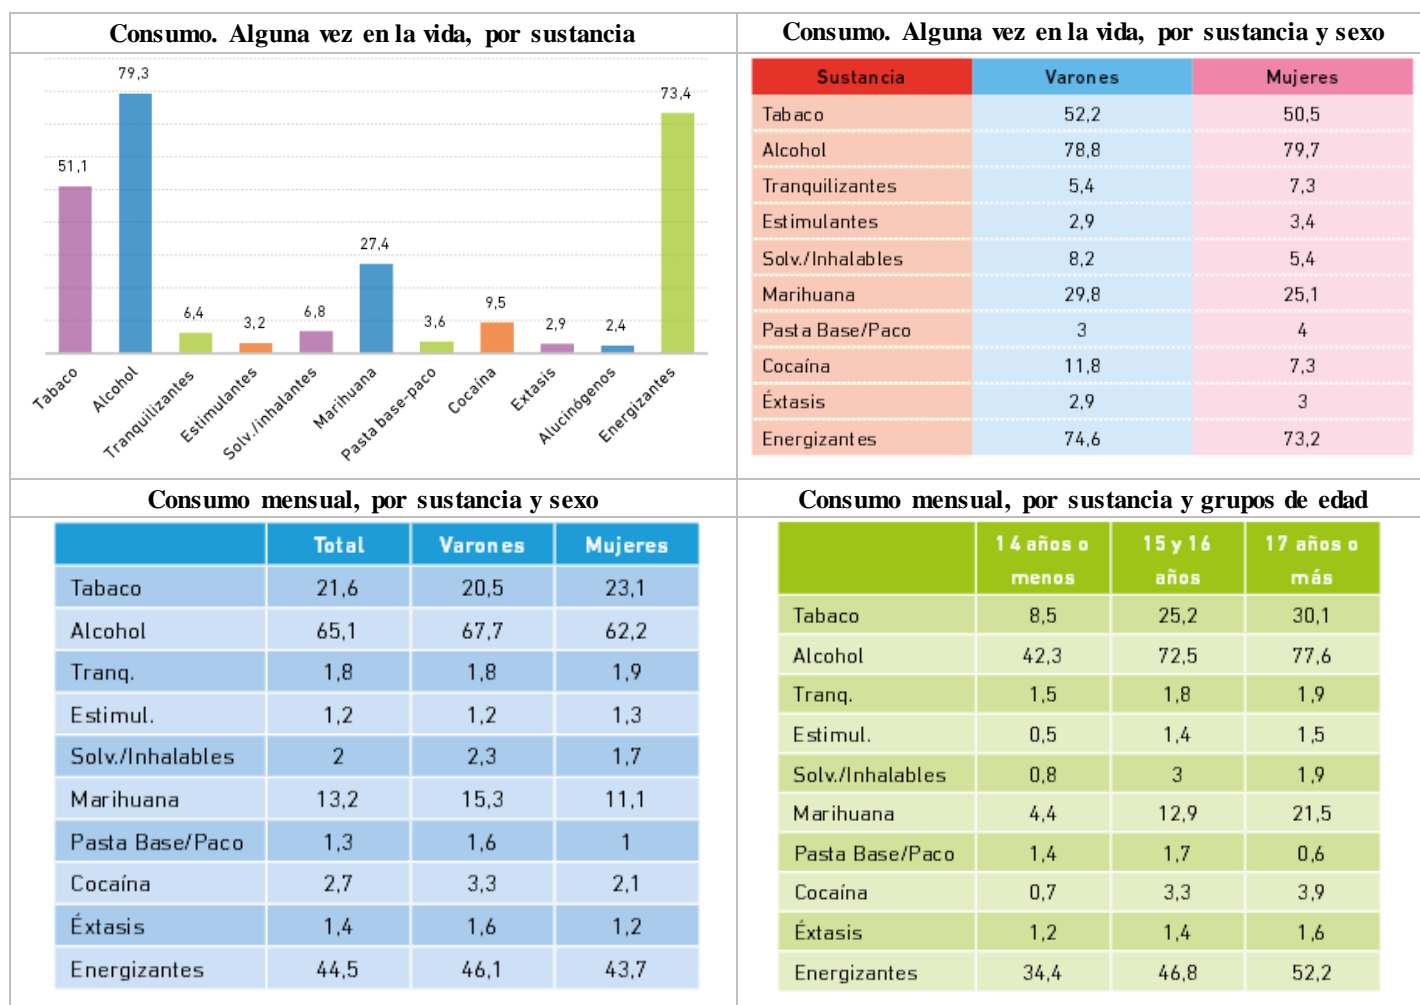 Consumo. Alguna vez en la vida, por sustancia
79,3
73,4
51,1
27,4
6,4
3,2
6,8
3,6
9,5
2,9
2,4
Tabaco
Alcohol
Tranquilizantes
Estimulantes
Solv./inhalantes
Marihuana
Pasta base-paco
Cocaína
Extasis
Alucinógenos
Energizantes
Consumo. Alguna vez en la vida, por sustancia y sexo
Sustancia Varones Mujeres
Tabaco 52,2 50,5
Alcohol 78,8 79,7
Tranquilizantes 5,4 7,3
Estimulantes 2,9 3,4
Solv./Inhalables 8,2 5,4
Marihuana 29,8 25,1
Pasta Base/Paco 3 4
Cocaína 11,8 7,3
Éxtasis 2,9 3
Energizantes 74,6 73,2
Consumo mensual, por sustancia y sexo
Total Varones Mujeres
Tabaco 21,6 20,5 23,1
Alcohol 65,1 67,7 62,2
Tranq. 1,8 1,8 1,9
Estimul. 1,2 1,2 1,3
Solv./Inhalables 2 2,3 1,7
Marihuana 13,2 15,3 11,1
Pasta Base/Paco 1,3 1,6 1
Cocaína 2,7 3,3 2,1
Éxtasis 1,4 1,6 1,2
Energizantes 44,5 46,1 43,7
Consumo mensual, por sustancia y grupos de edad
14 años o 15 y 16 17 años o
menos años más
Tabaco 8,5 25,2 30,1
Alcohol 42,3 72,5 77,6
Tranq. 1,5 1,8 1,9
Estimul. 0,5 1,4 1,5
Solv./Inhalables 0,8 3 1,9
Marihuana 4,4 12,9 21,5
Pasta Base/Paco 1,4 1,7 0,6
Cocaína 0,7 3,3 3,9
Éxtasis 1,2 1,4 1,6
Energizantes 34,4 46,8 52,2